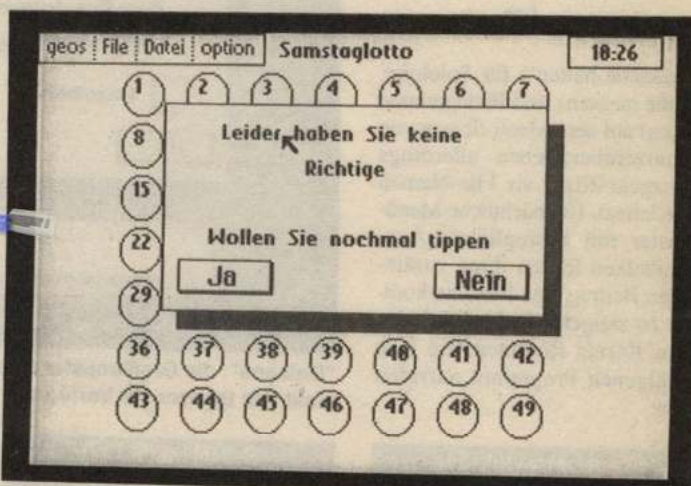 geos File Datei option Samstaglotto 18:26
1 2 3 4 5 6 7
8
Leider haben Sie keine
Richtige
15
22
Wollen Sie nochmal tippen
Ja Nein
29
36 37 38 39 40 41 42
43 44 45 46 47 48 49